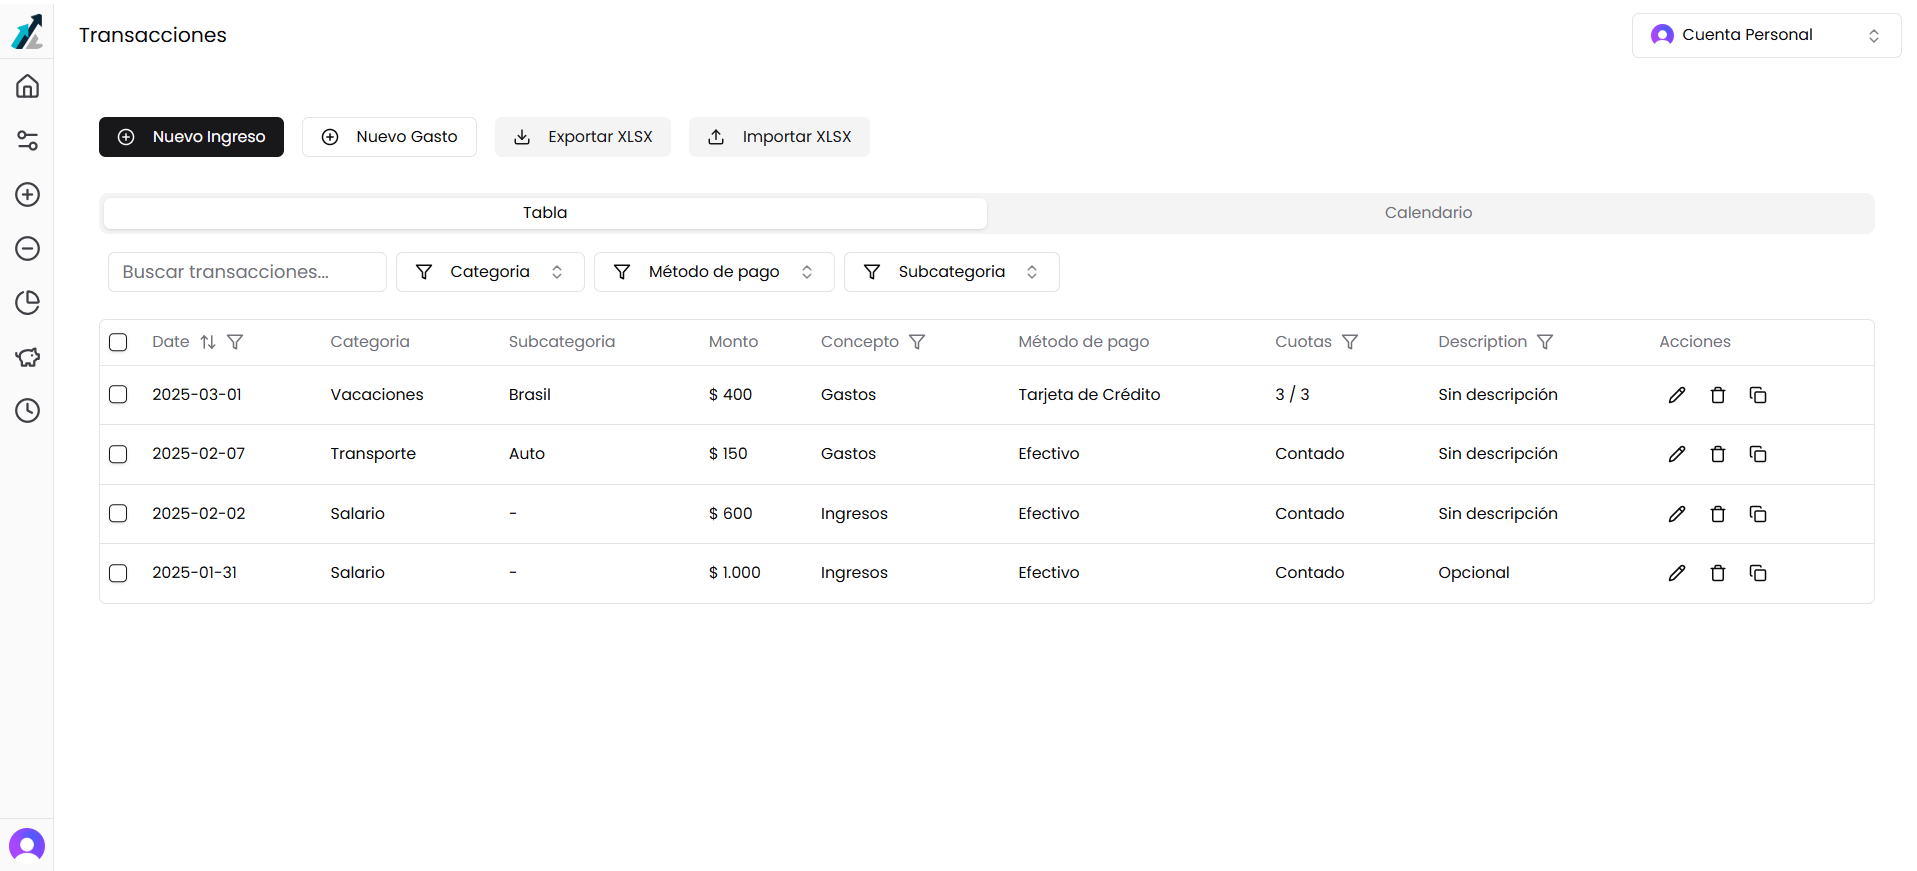 Transacciones
Cuenta Personal
Nuevo Ingreso
Nuevo Gasto
Exportar XLSX
Importar XLSX
Tabla
Calendario
Buscar transacciones...
Categoria
Método de pago
Subcategoria
Date Categoria Subcategoria Monto Concepto Método de pago Cuotas Description Acciones
2025-03-01 Vacaciones Brasil $ 400 Gastos Tarjeta de Crédito 3 / 3 Sin descripción
2025-02-07 Transporte Auto $ 150 Gastos Efectivo Contado Sin descripción
2025-02-02 Salario - $ 600 Ingresos Efectivo Contado Sin descripción
2025-01-31 Salario - $ 1.000 Ingresos Efectivo Contado Opcional